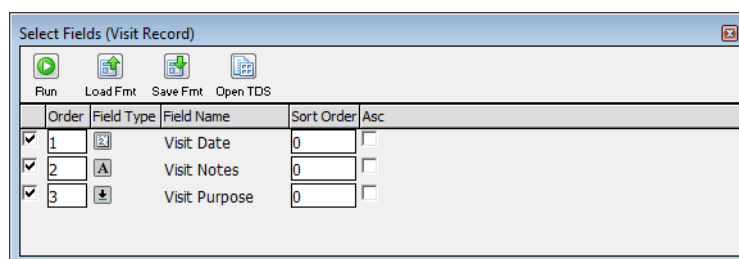 Select Fields (Visit Record)
Run Load Fmt Save Fmt Open TDS
Order Field Type Field Name Sort Order Asc
1 Visit Date 0
2 A Visit Notes 0
3 Visit Purpose 0